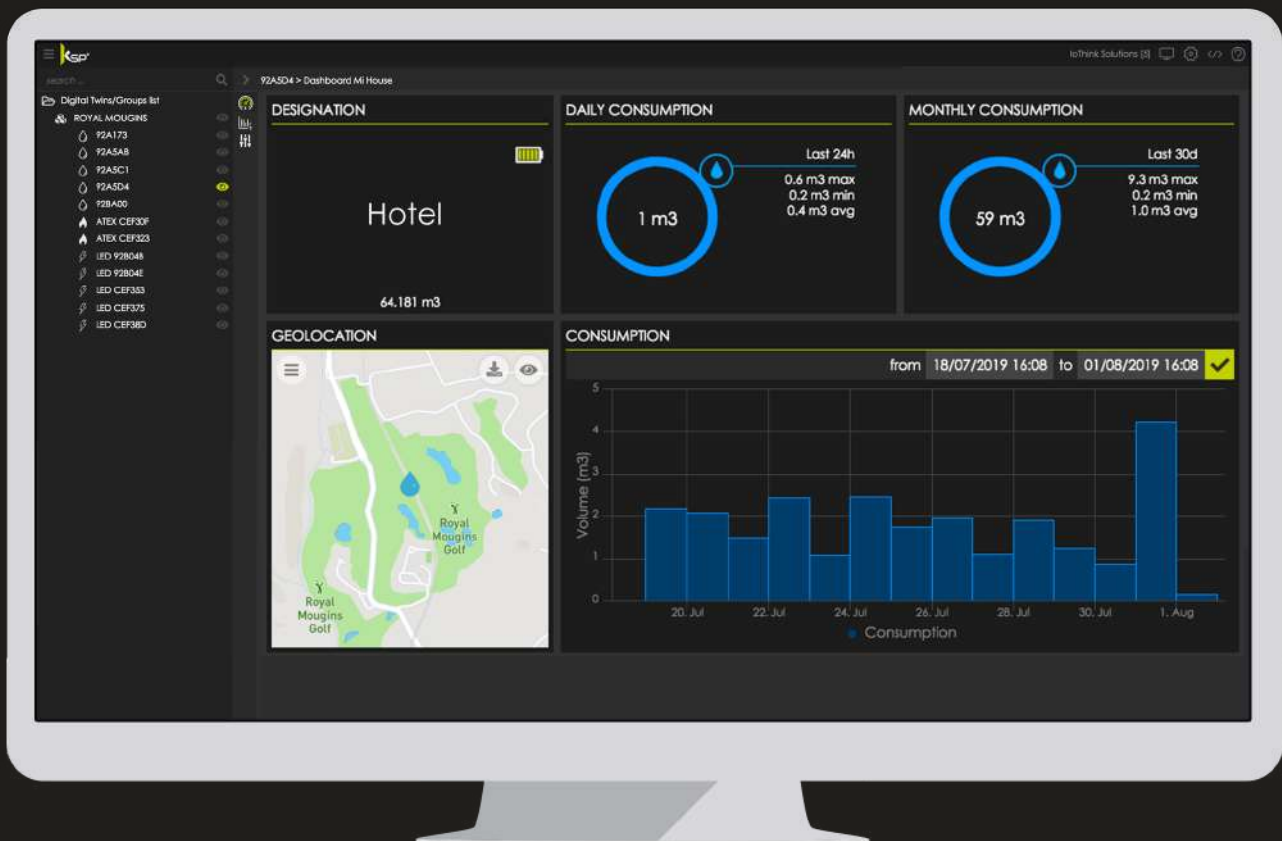 KSP
IoThink Solutions [3]
search ...
92A5D4 > Dashboard Mi House
Digital Twins/Groups list
ROYAL MOUGINS
92A173
92A5AB
92A5C1
92A5D4
92BA00
ATEX CEF30F
ATEX CEF323
LED 92B04B
LED 92B04E
LED CEF353
LED CEF375
LED CEF38D
DESIGNATION
Hotel
64.181 m3
DAILY CONSUMPTION
1 m3
Last 24h
0.6 m3 max
0.2 m3 min
0.4 m3 avg
MONTHLY CONSUMPTION
59 m3
Last 30d
9.3 m3 max
0.2 m3 min
1.0 m3 avg
GEOLOCATION
Royal
Mougins
Golf
Royal
Mougins
Golf
CONSUMPTION
from 18/07/2019 16:08 to 01/08/2019 16:08
Volume (m3)
5
4
3
2
1
0
20. Jul 22. Jul 24. Jul 26. Jul 28. Jul 30. Jul 1. Aug
Consumption